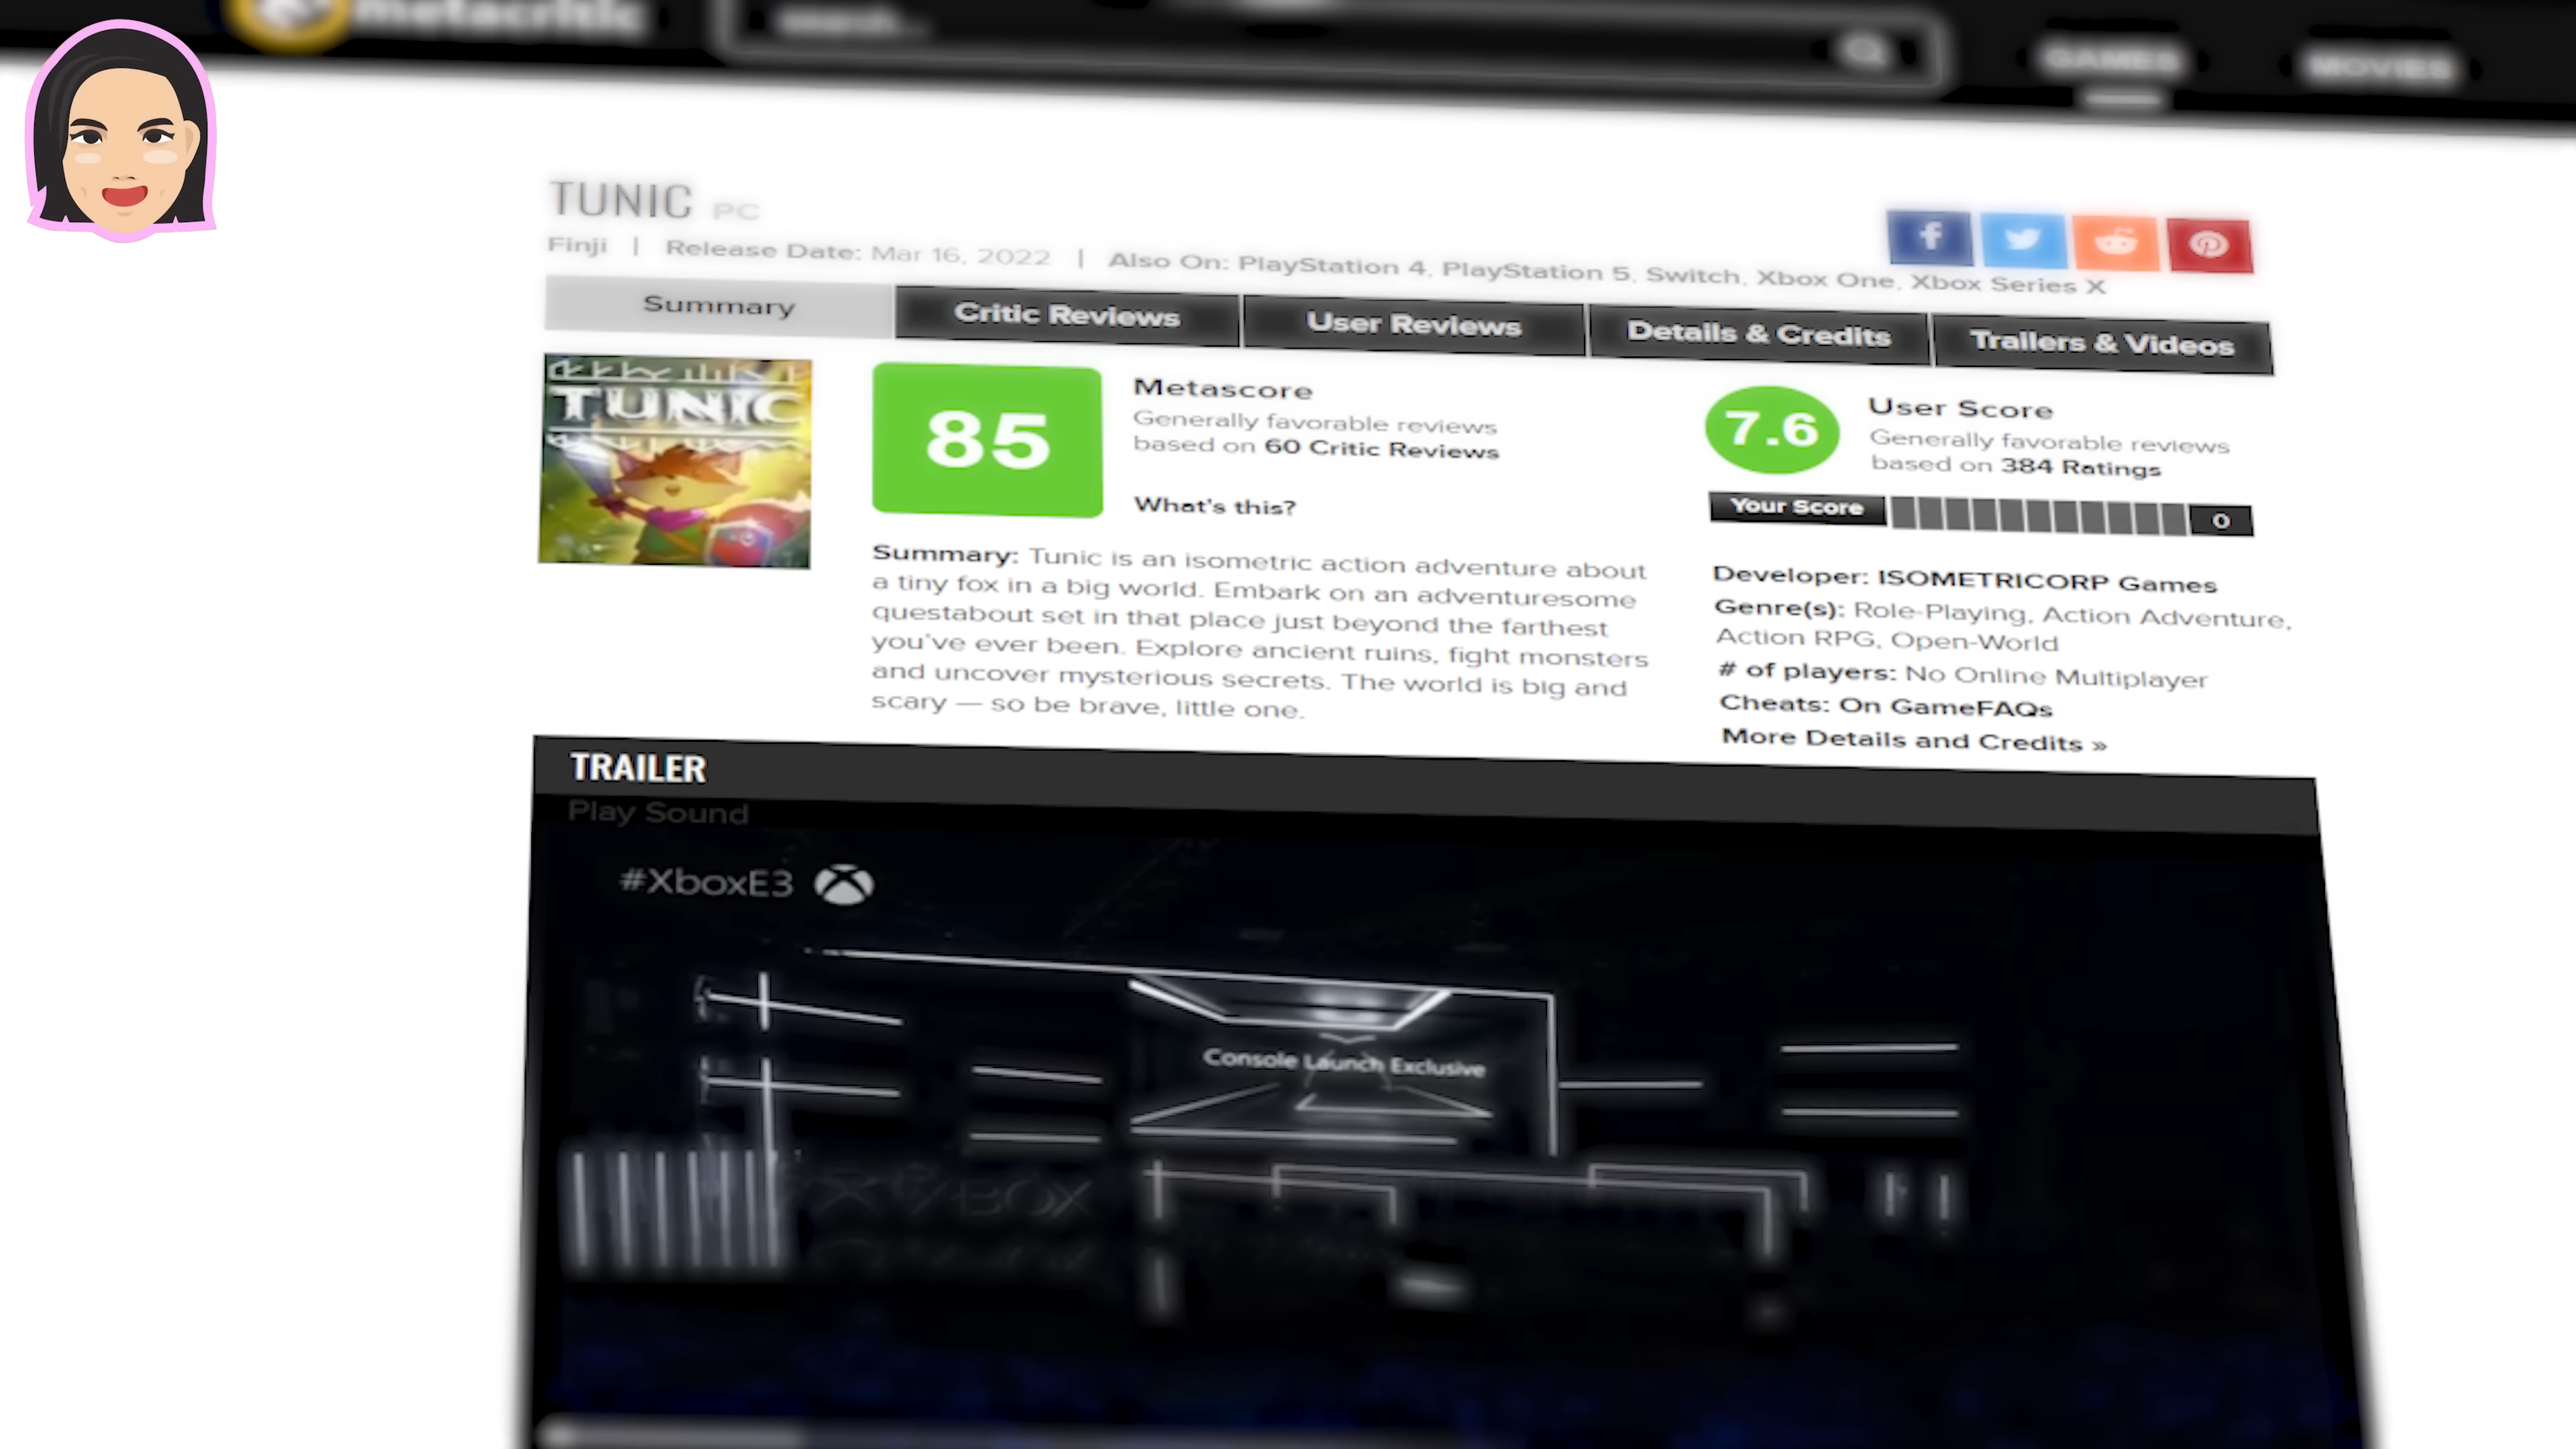 metacritic
search...
GAMES
MOVIES
TUNIC PC
Finji | Release Date: Mar 16, 2022 | Also On: PlayStation 4, PlayStation 5, Switch, Xbox One, Xbox Series X
Summary
Critic Reviews
User Reviews
Details & Credits
Trailers & Videos
TUNIC
85
Metascore
Generally favorable reviews
based on 60 Critic Reviews
What's this?
7.6
User Score
Generally favorable reviews
based on 384 Ratings
Your Score
0
Summary: Tunic is an isometric action adventure about
a tiny fox in a big world. Embark on an adventuresome
questabout set in that place just beyond the farthest
you've ever been. Explore ancient ruins, fight monsters
and uncover mysterious secrets. The world is big and
scary — so be brave, little one.
Developer: ISOMETRICORP Games
Genre(s): Role-Playing, Action Adventure,
Action RPG, Open-World
# of players: No Online Multiplayer
Cheats: On GameFAQs
More Details and Credits »
TRAILER
Play Sound
#XboxE3
Console Launch Exclusive
XBOX